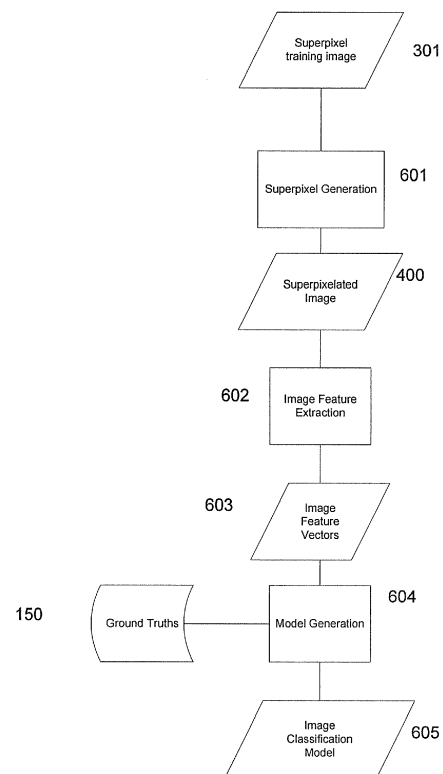 Superpixel
training image
301
601
Superpixel Generation
400
Superpixelated
Image
602
Image Feature
Extraction
603
Image
Feature
Vectors
604
150
Ground Truths
Model Generation
Image
Classification
Model
605